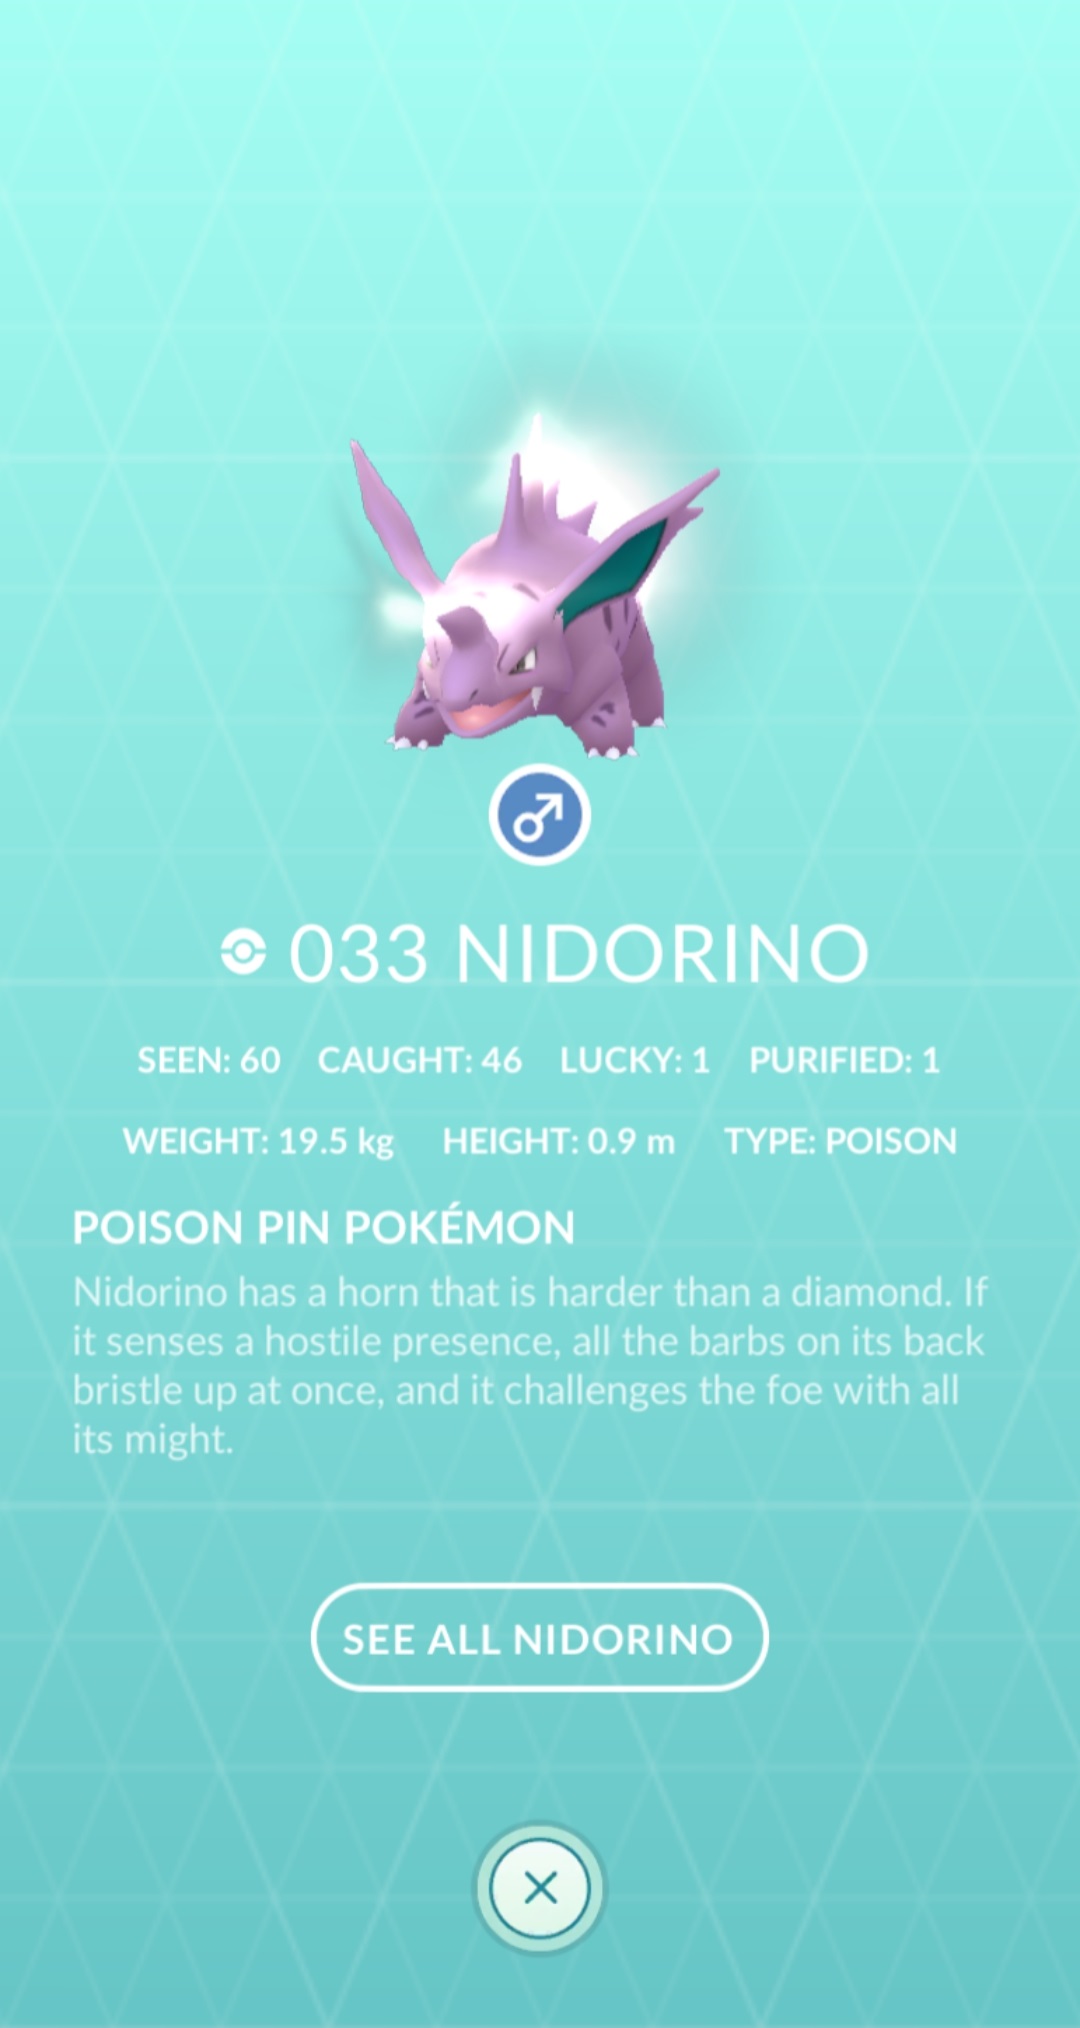 033 NIDORINO
SEEN: 60 CAUGHT: 46 LUCKY: 1 PURIFIED: 1
WEIGHT: 19.5 kg HEIGHT: 0.9 m TYPE: POISON
POISON PIN POKÉMON
Nidorino has a horn that is harder than a diamond. If
it senses a hostile presence, all the barbs on its back
bristle up at once, and it challenges the foe with all
its might.
SEE ALL NIDORINO